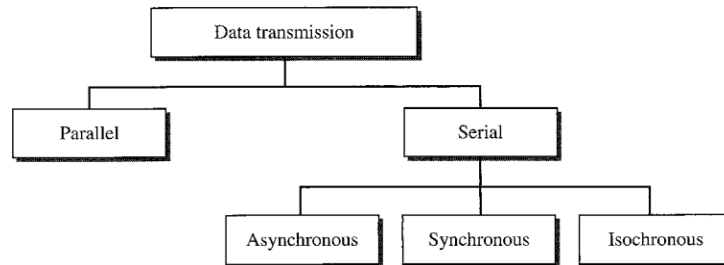 Data transmission
Parallel
Serial
Asynchronous
Synchronous
Isochronous